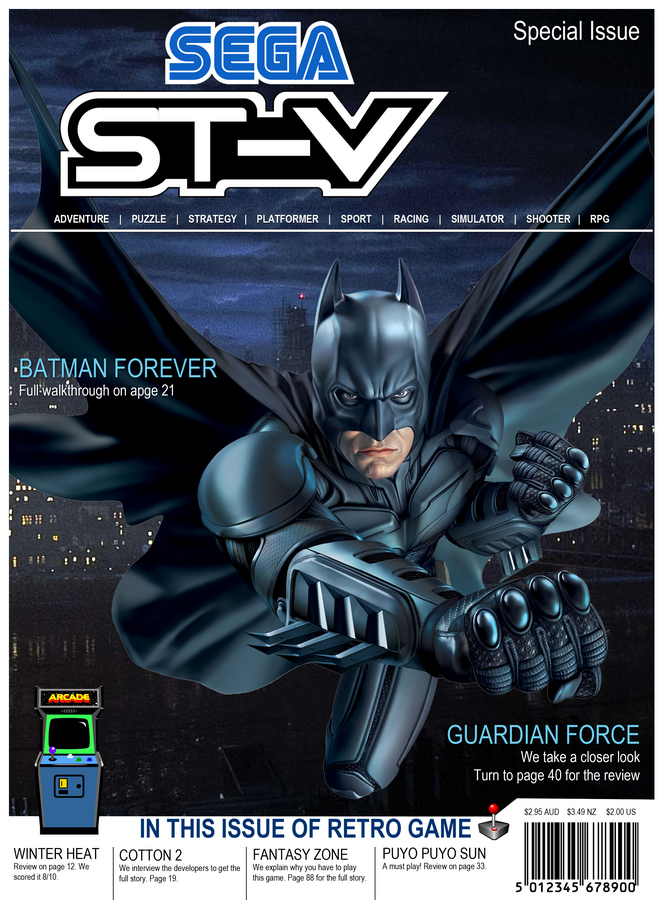 Special Issue
SEGA
ST-V
ADVENTURE | PUZZLE | STRATEGY | PLATFORMER | SPORT | RACING | SIMULATOR | SHOOTER | RPG
BATMAN FOREVER
Full walkthrough on apge 21
ARCADE
GUARDIAN FORCE
We take a closer look
Turn to page 40 for the review
IN THIS ISSUE OF RETRO GAME
$2.95 AUD $3.49 NZ $2.00 US
WINTER HEAT
Review on page 12. We
scored it 8/10.
COTTON 2
We interview the developers to get the
full story. Page 19.
FANTASY ZONE
We explain why you have to play
this game. Page 88 for the full story.
PUYO PUYO SUN
A must play! Review on page 33.
5 012345 678900